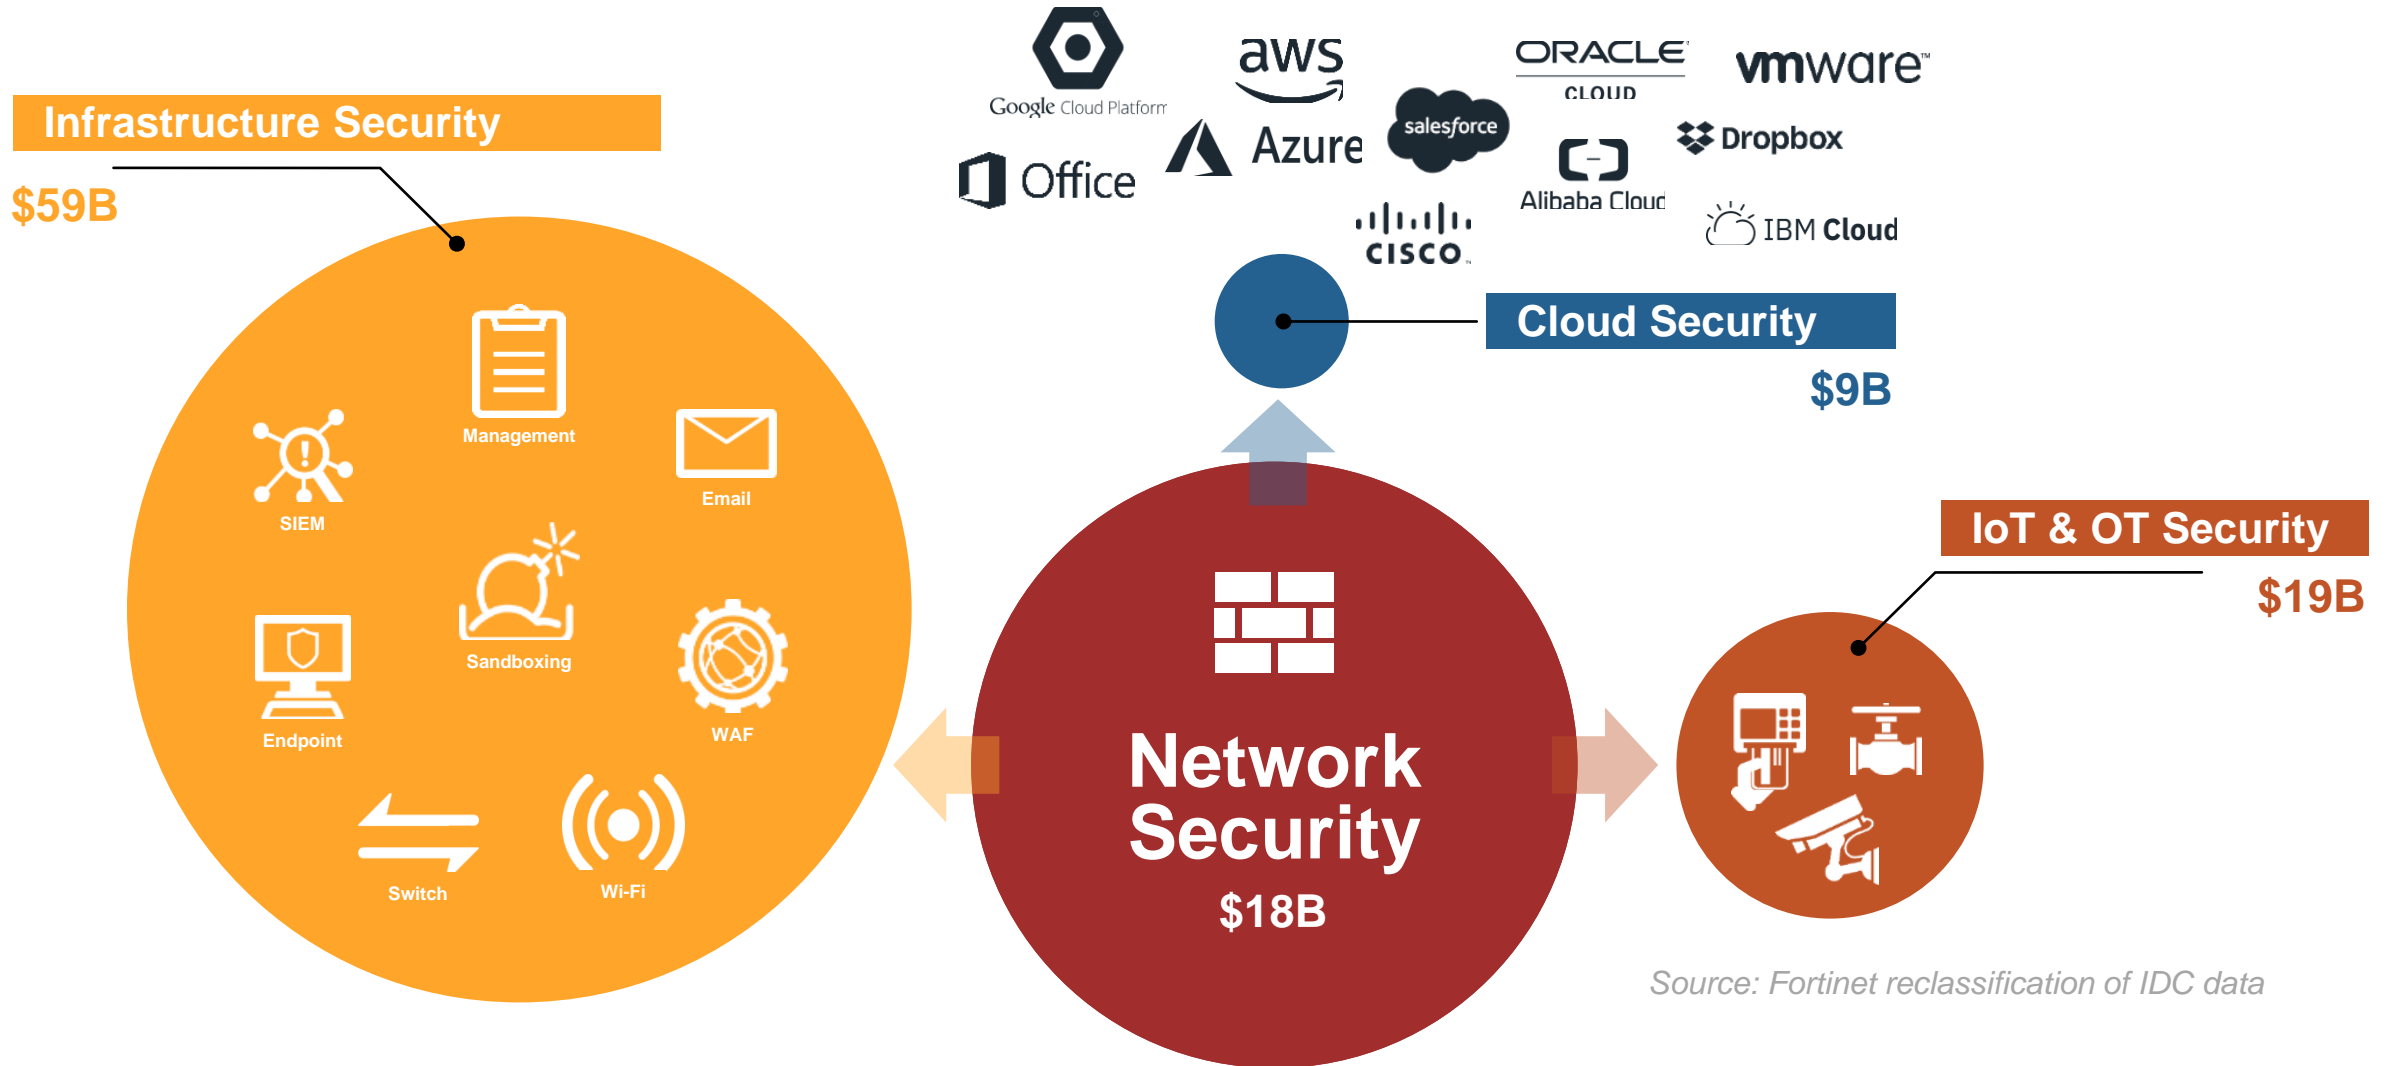 Infrastructure Security
$59B
Management
SIEM
Email
Sandboxing
Endpoint
WAF
Switch
Wi-Fi
Google Cloud Platform
aws
ORACLE
CLOUD
vmware™
Office
Azure
salesforce
Alibaba Cloud
Dropbox
CISCO
IBM Cloud
Cloud Security
$9B
Network
Security
$18B
IoT & OT Security
$19B
Source: Fortinet reclassification of IDC data